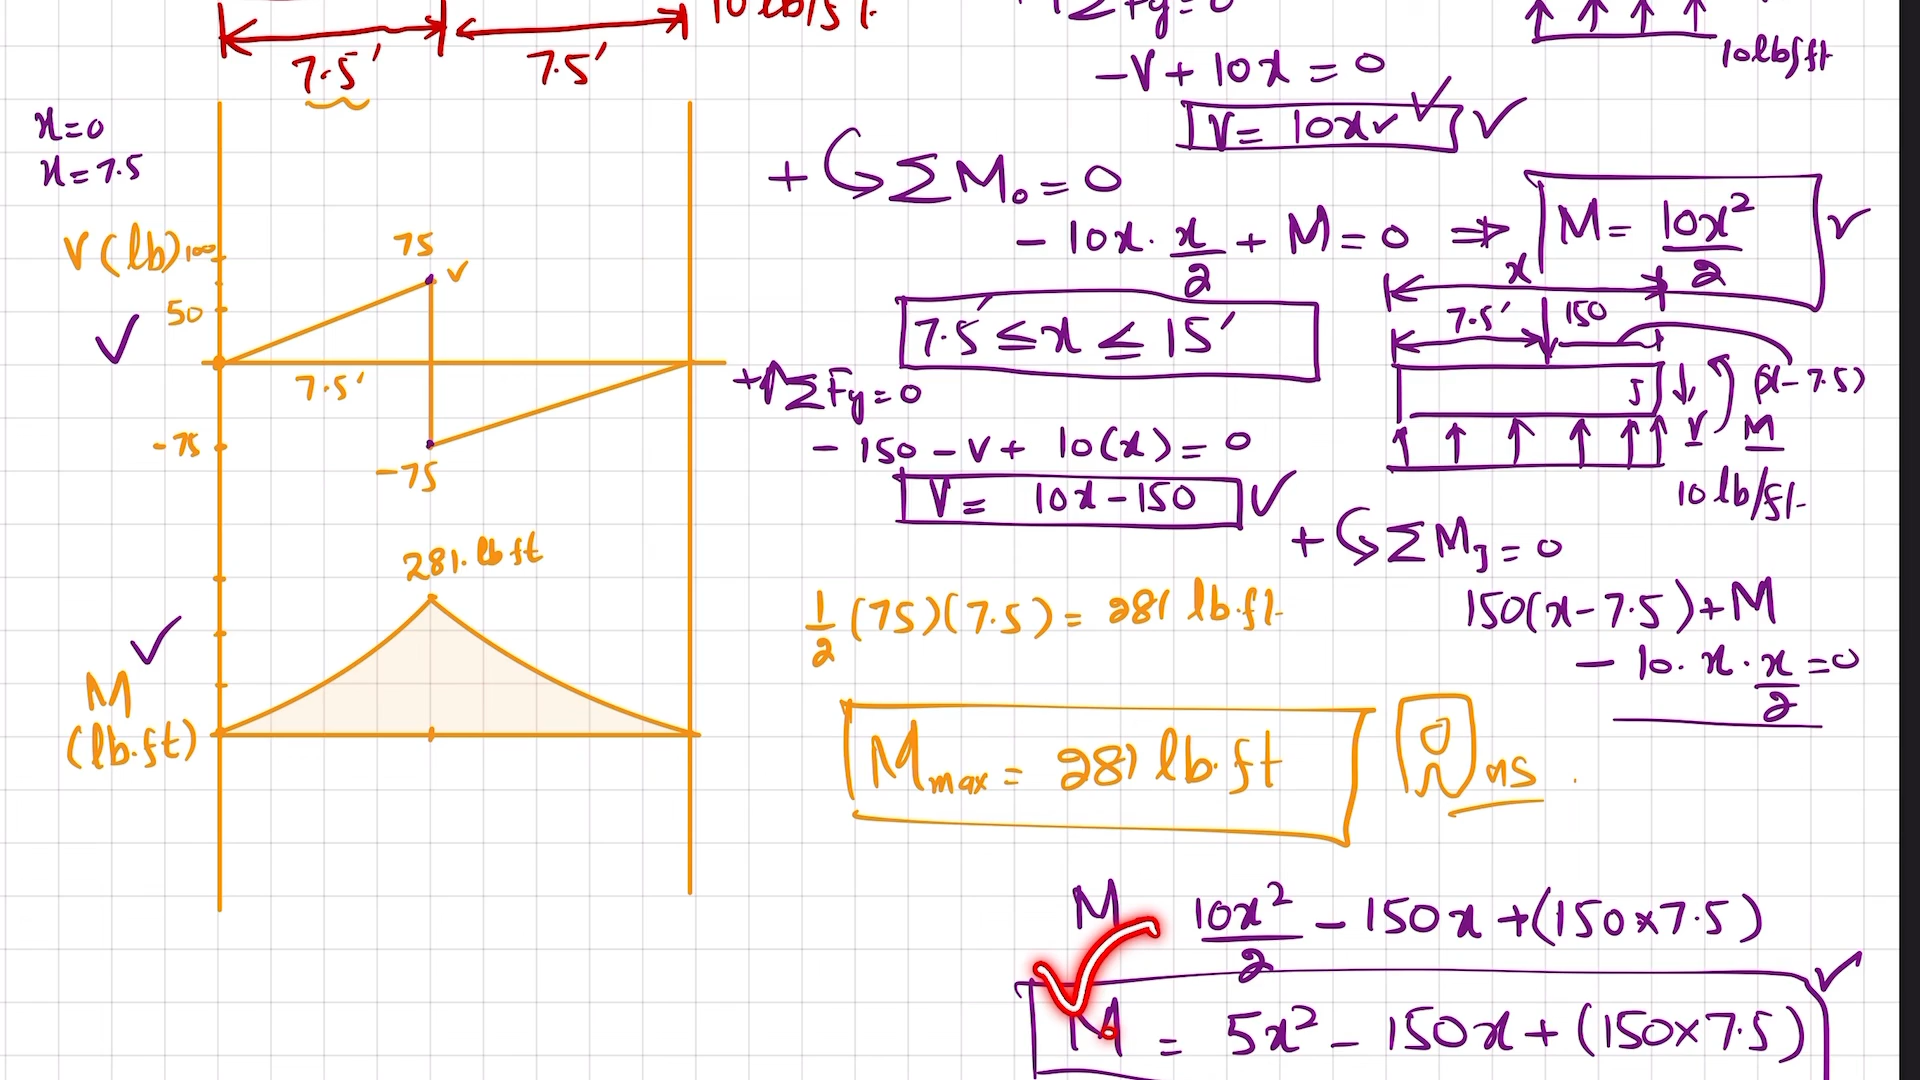 10 lb/ft
7.5' 7.5'
ΣFy=0
10lb/ft
-V + 10x = 0
V = 10x
x=0
x=7.5
+ ΣM₀ = 0
- 10x · x/2 + M = 0 ⇒ M = 10x²/2
V (lb) 100
75
V
50
7.5'
-75
-75
7.5' ≤ x ≤ 15'
x
7.5' 150
J (x-7.5)
V M
10 lb/ft
+↑ΣFy=0
- 150 - V + 10(x) = 0
V = 10x - 150
+ ΣMJ = 0
150(x-7.5)+M
- 10 · x · x/2 = 0
281. lb ft
1/2 (75)(7.5) = 281 lb.ft
M
(lb.ft)
Mmax = 281 lb.ft Ans.
M 10x²/2 - 150x + (150×7.5)
M = 5x² - 150x + (150×7.5)